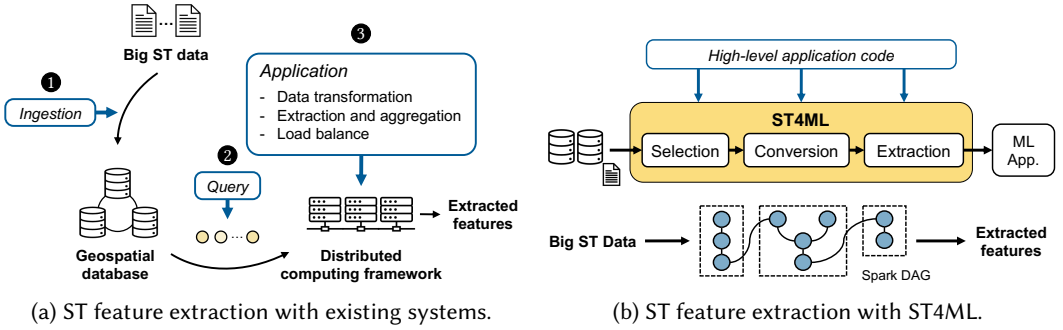 Big ST data
1
Ingestion
Geospatial
database
2
Query
3
Application
- Data transformation
- Extraction and aggregation
- Load balance
Distributed
computing framework
Extracted
features
(a) ST feature extraction with existing systems.
High-level application code
ST4ML
Selection
Conversion
Extraction
ML
App.
Big ST Data
Spark DAG
Extracted
features
(b) ST feature extraction with ST4ML.